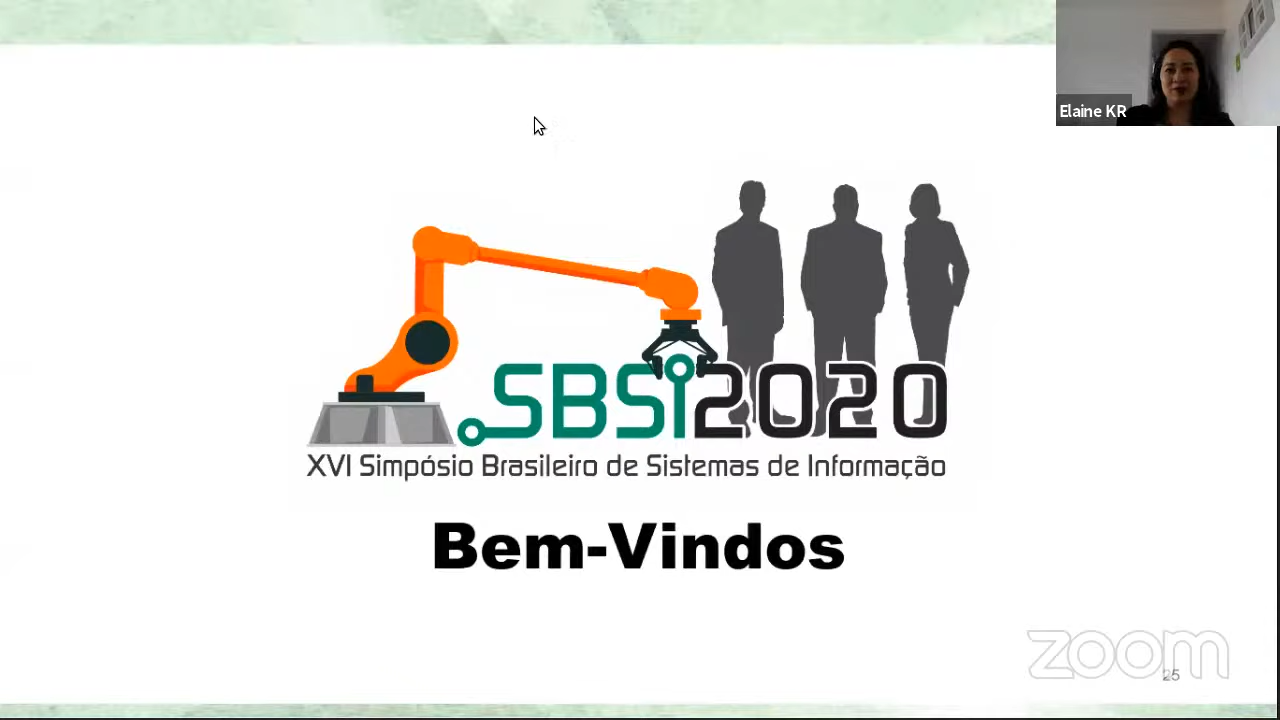 Elaine KR
SBSI2020
XVI Simpósio Brasileiro de Sistemas de Informação
Bem-Vindos
zoom
25